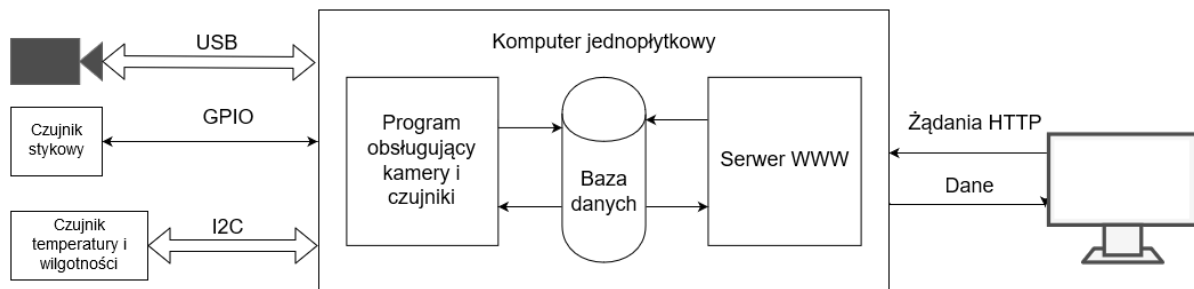 USB
Komputer jednopłytkowy
GPIO
Czujnik
stykowy
Program
obsługujący
kamery i
czujniki
Baza
danych
Serwer WWW
Żądania HTTP
Dane
I2C
Czujnik
temperatury i
wilgotności